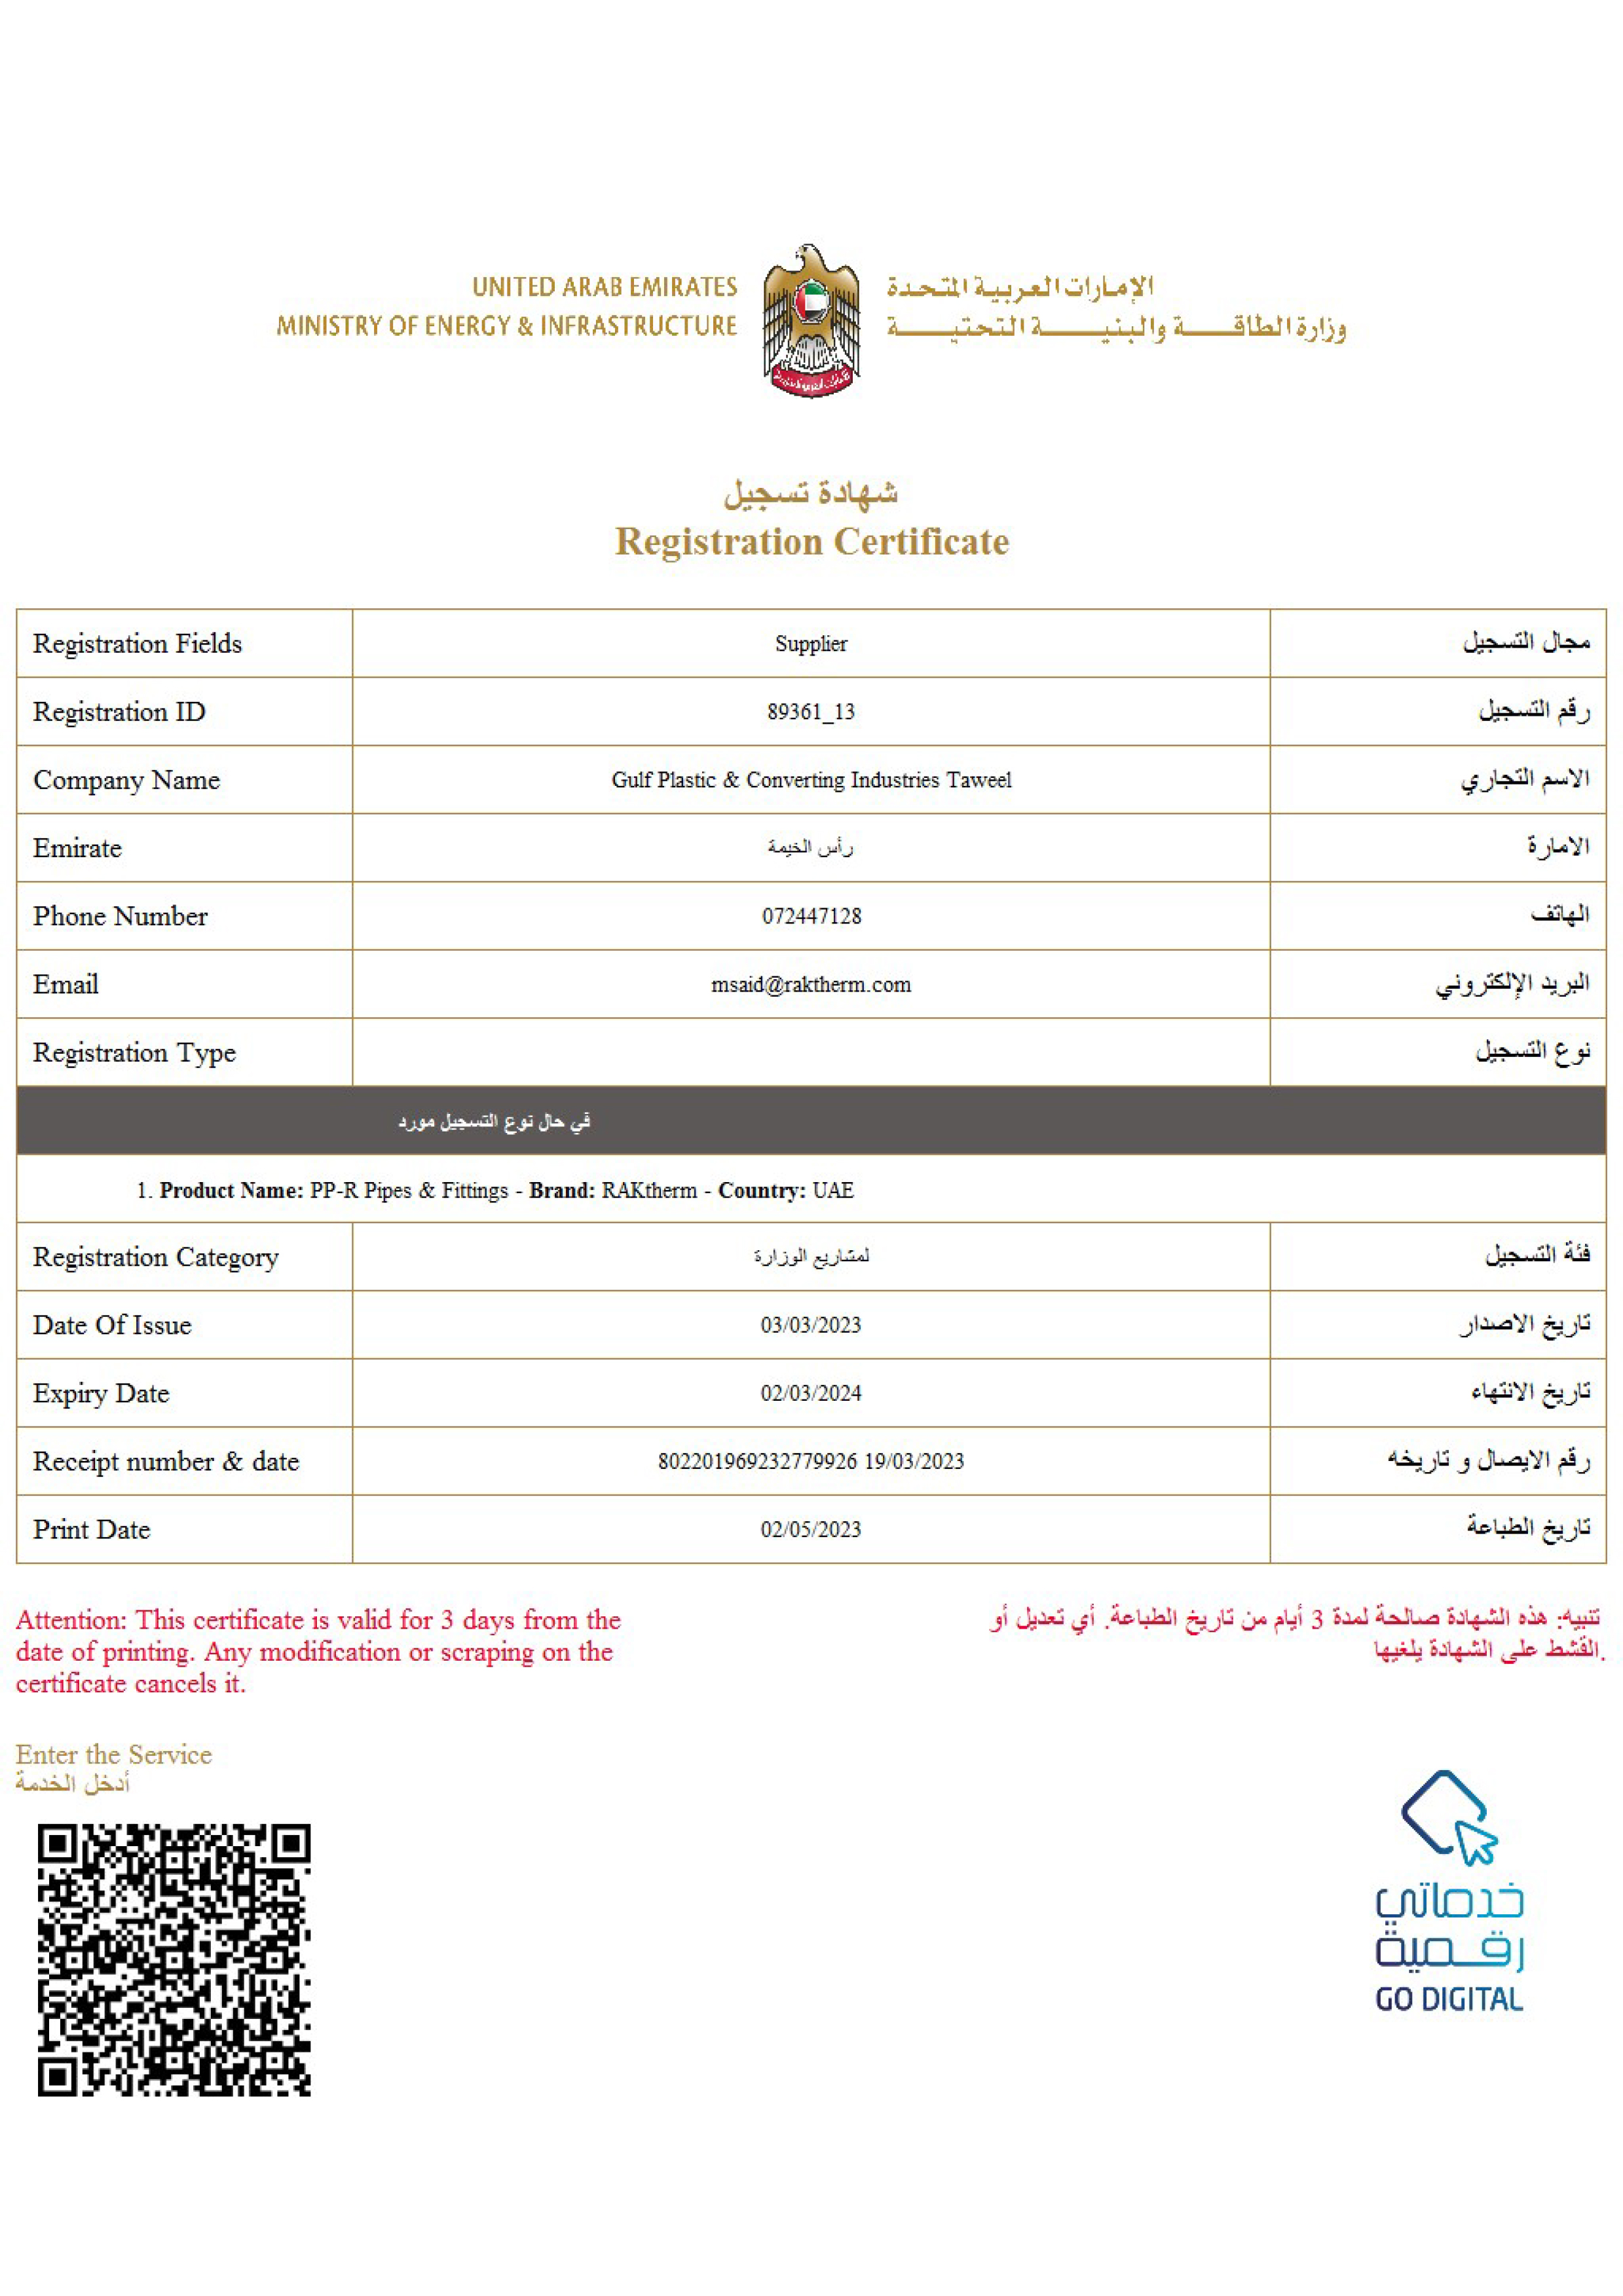 UNITED ARAB EMIRATES
MINISTRY OF ENERGY & INFRASTRUCTURE
الإمارات العربية المتحدة
وزارة الطاقة والبنية التحتية
شهادة تسجيل
Registration Certificate
Registration Fields Supplier مجال التسجيل
Registration ID 89361_13 رقم التسجيل
Company Name Gulf Plastic & Converting Industries Taweel الاسم التجاري
Emirate رأس الخيمة الامارة
Phone Number 072447128 الهاتف
Email msaid@raktherm.com البريد الإلكتروني
Registration Type نوع التسجيل
في حال نوع التسجيل مورد
1. Product Name: PP-R Pipes & Fittings - Brand: RAKtherm - Country: UAE
Registration Category لمشاريع الوزارة فئة التسجيل
Date Of Issue 03/03/2023 تاريخ الاصدار
Expiry Date 02/03/2024 تاريخ الانتهاء
Receipt number & date 802201969232779926 19/03/2023 رقم الايصال و تاريخه
Print Date 02/05/2023 تاريخ الطباعة
Attention: This certificate is valid for 3 days from the
date of printing. Any modification or scraping on the
certificate cancels it.
تنبيه: هذه الشهادة صالحة لمدة 3 أيام من تاريخ الطباعة. أي تعديل أو
القشط على الشهادة يلغيها.
Enter the Service
أدخل الخدمة
خدماتي
رقمية
GO DIGITAL